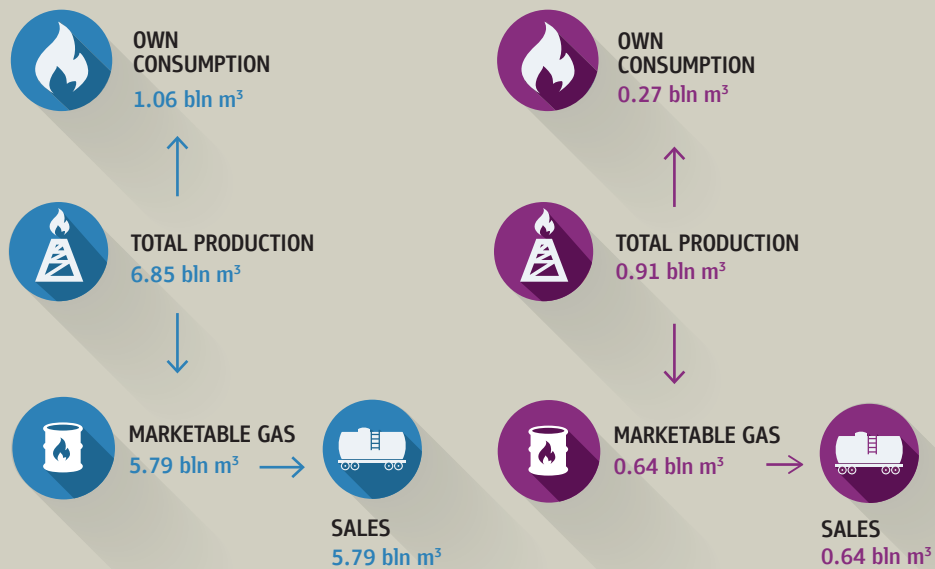 OWN
CONSUMPTION
1.06 bln m³
TOTAL PRODUCTION
6.85 bln m³
MARKETABLE GAS
5.79 bln m³
SALES
5.79 bln m³
OWN
CONSUMPTION
0.27 bln m³
TOTAL PRODUCTION
0.91 bln m³
MARKETABLE GAS
0.64 bln m³
SALES
0.64 bln m³